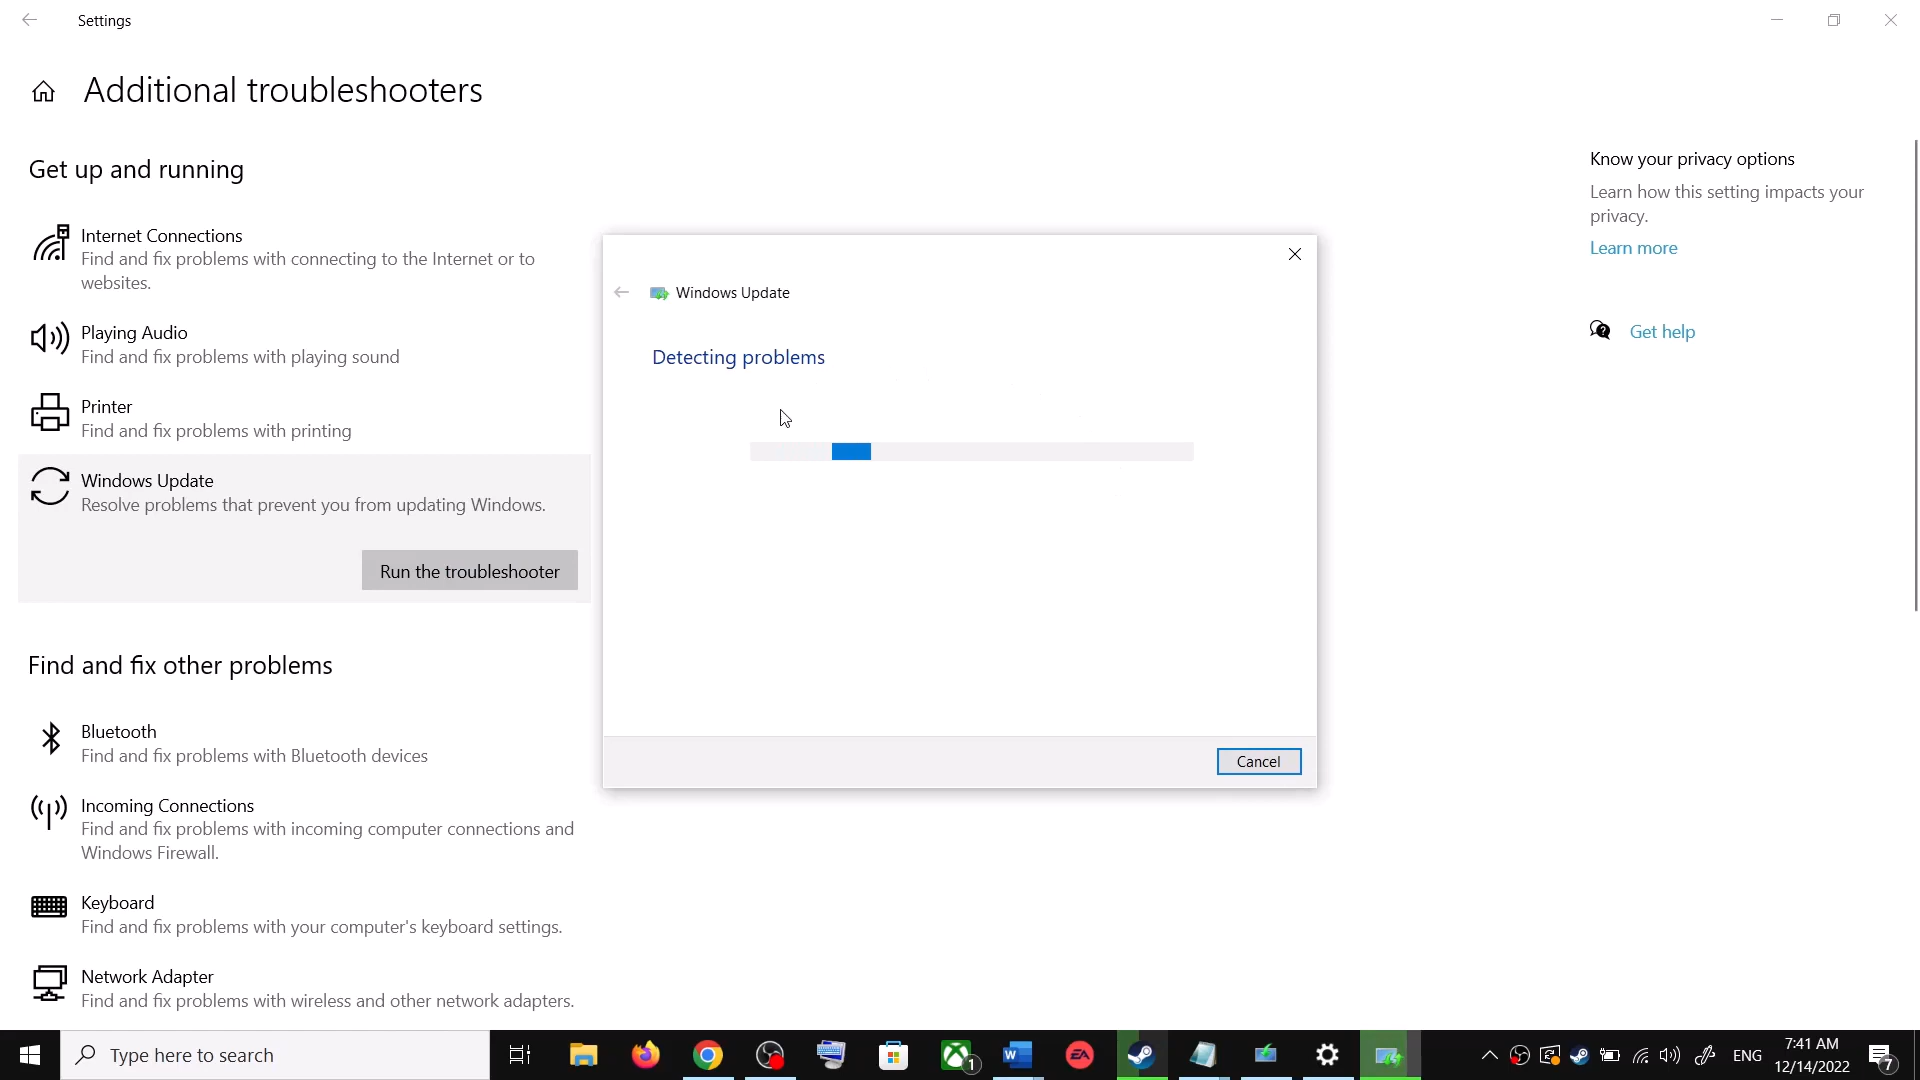 Settings
Additional troubleshooters
Get up and running
Internet Connections
Find and fix problems with connecting to the Internet or to
websites.
Playing Audio
Find and fix problems with playing sound
Printer
Find and fix problems with printing
Windows Update
Resolve problems that prevent you from updating Windows.
Run the troubleshooter
Find and fix other problems
Bluetooth
Find and fix problems with Bluetooth devices
Incoming Connections
Find and fix problems with incoming computer connections and
Windows Firewall.
Keyboard
Find and fix problems with your computer's keyboard settings.
Network Adapter
Find and fix problems with wireless and other network adapters.
Windows Update
Detecting problems
Cancel
Know your privacy options
Learn how this setting impacts your
privacy.
Learn more
Get help
Type here to search
1
W
EA
ENG
7:41 AM
12/14/2022
7